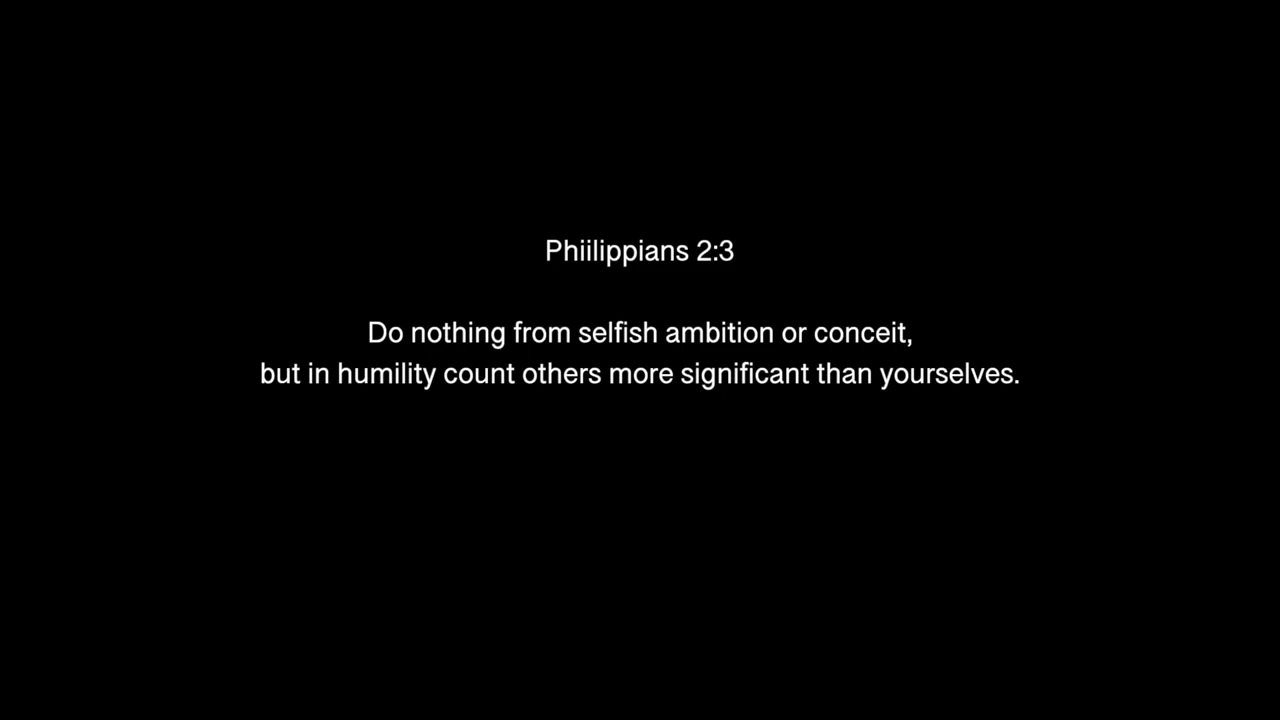 Phiilippians 2:3
Do nothing from selfish ambition or conceit,
but in humility count others more significant than yourselves.